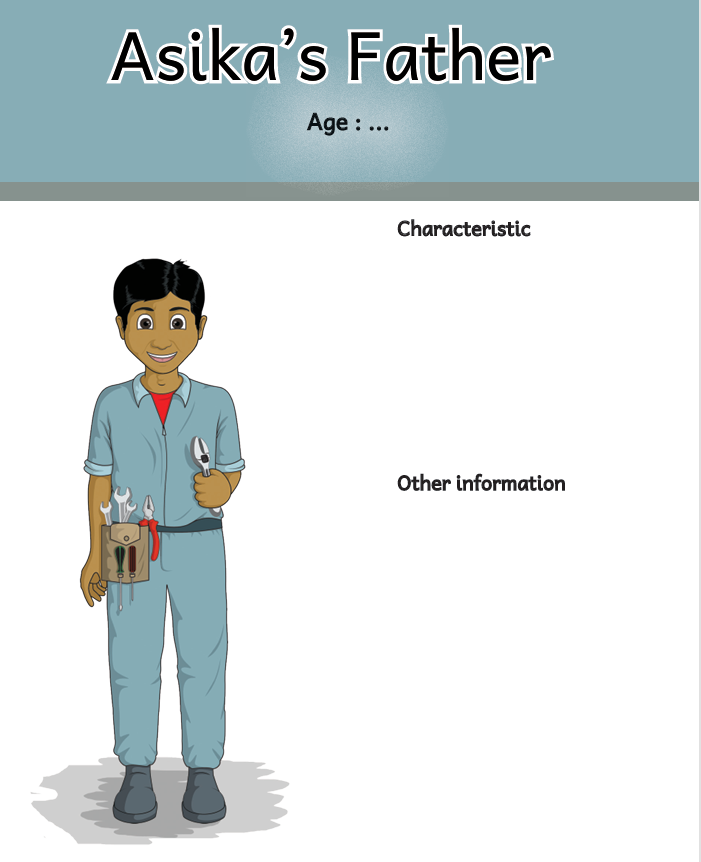 Asika’s Father
Age : ...
Characteristic
Other information